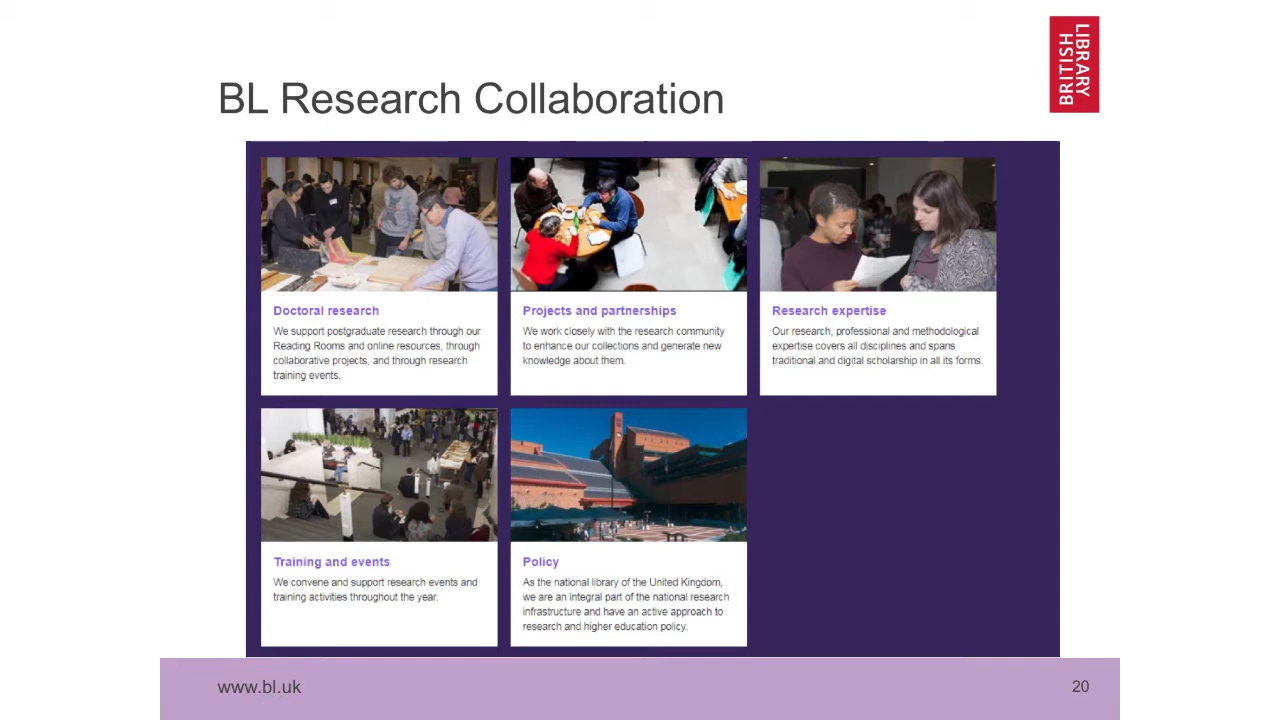 BRITISH
LIBRARY
BL Research Collaboration
Doctoral research
We support postgraduate research through our
Reading Rooms and online resources, through
collaborative projects, and through research
training events.
Projects and partnerships
We work closely with the research community
to enhance our collections and generate new
knowledge about them.
Research expertise
Our research, professional and methodological
expertise covers all disciplines and spans
traditional and digital scholarship in all its forms.
Training and events
We convene and support research events and
training activities throughout the year.
Policy
As the national library of the United Kingdom,
we are an integral part of the national research
infrastructure and have an active approach to
research and higher education policy.
www.bl.uk
20